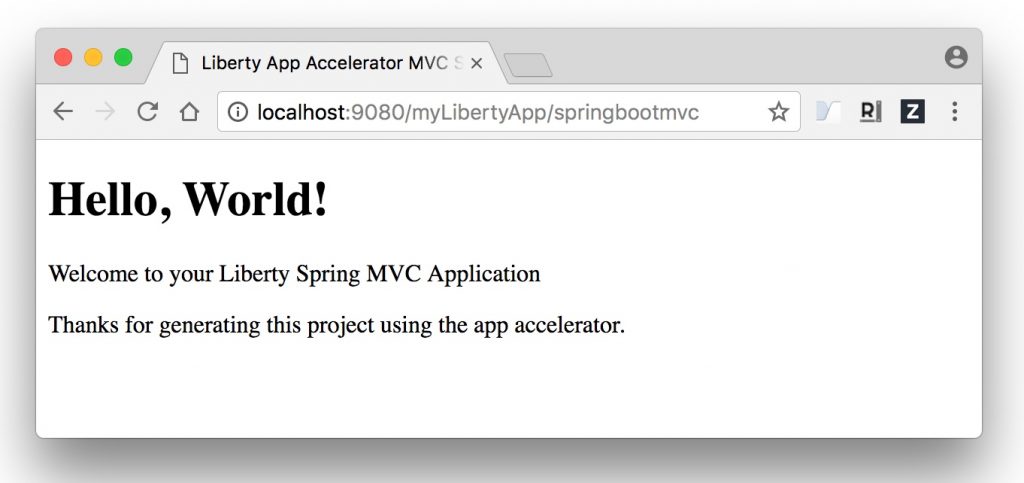 Liberty App Accelerator MVC S
localhost:9080/myLibertyApp/springbootmvc
R
Z
Hello, World!
Welcome to your Liberty Spring MVC Application
Thanks for generating this project using the app accelerator.